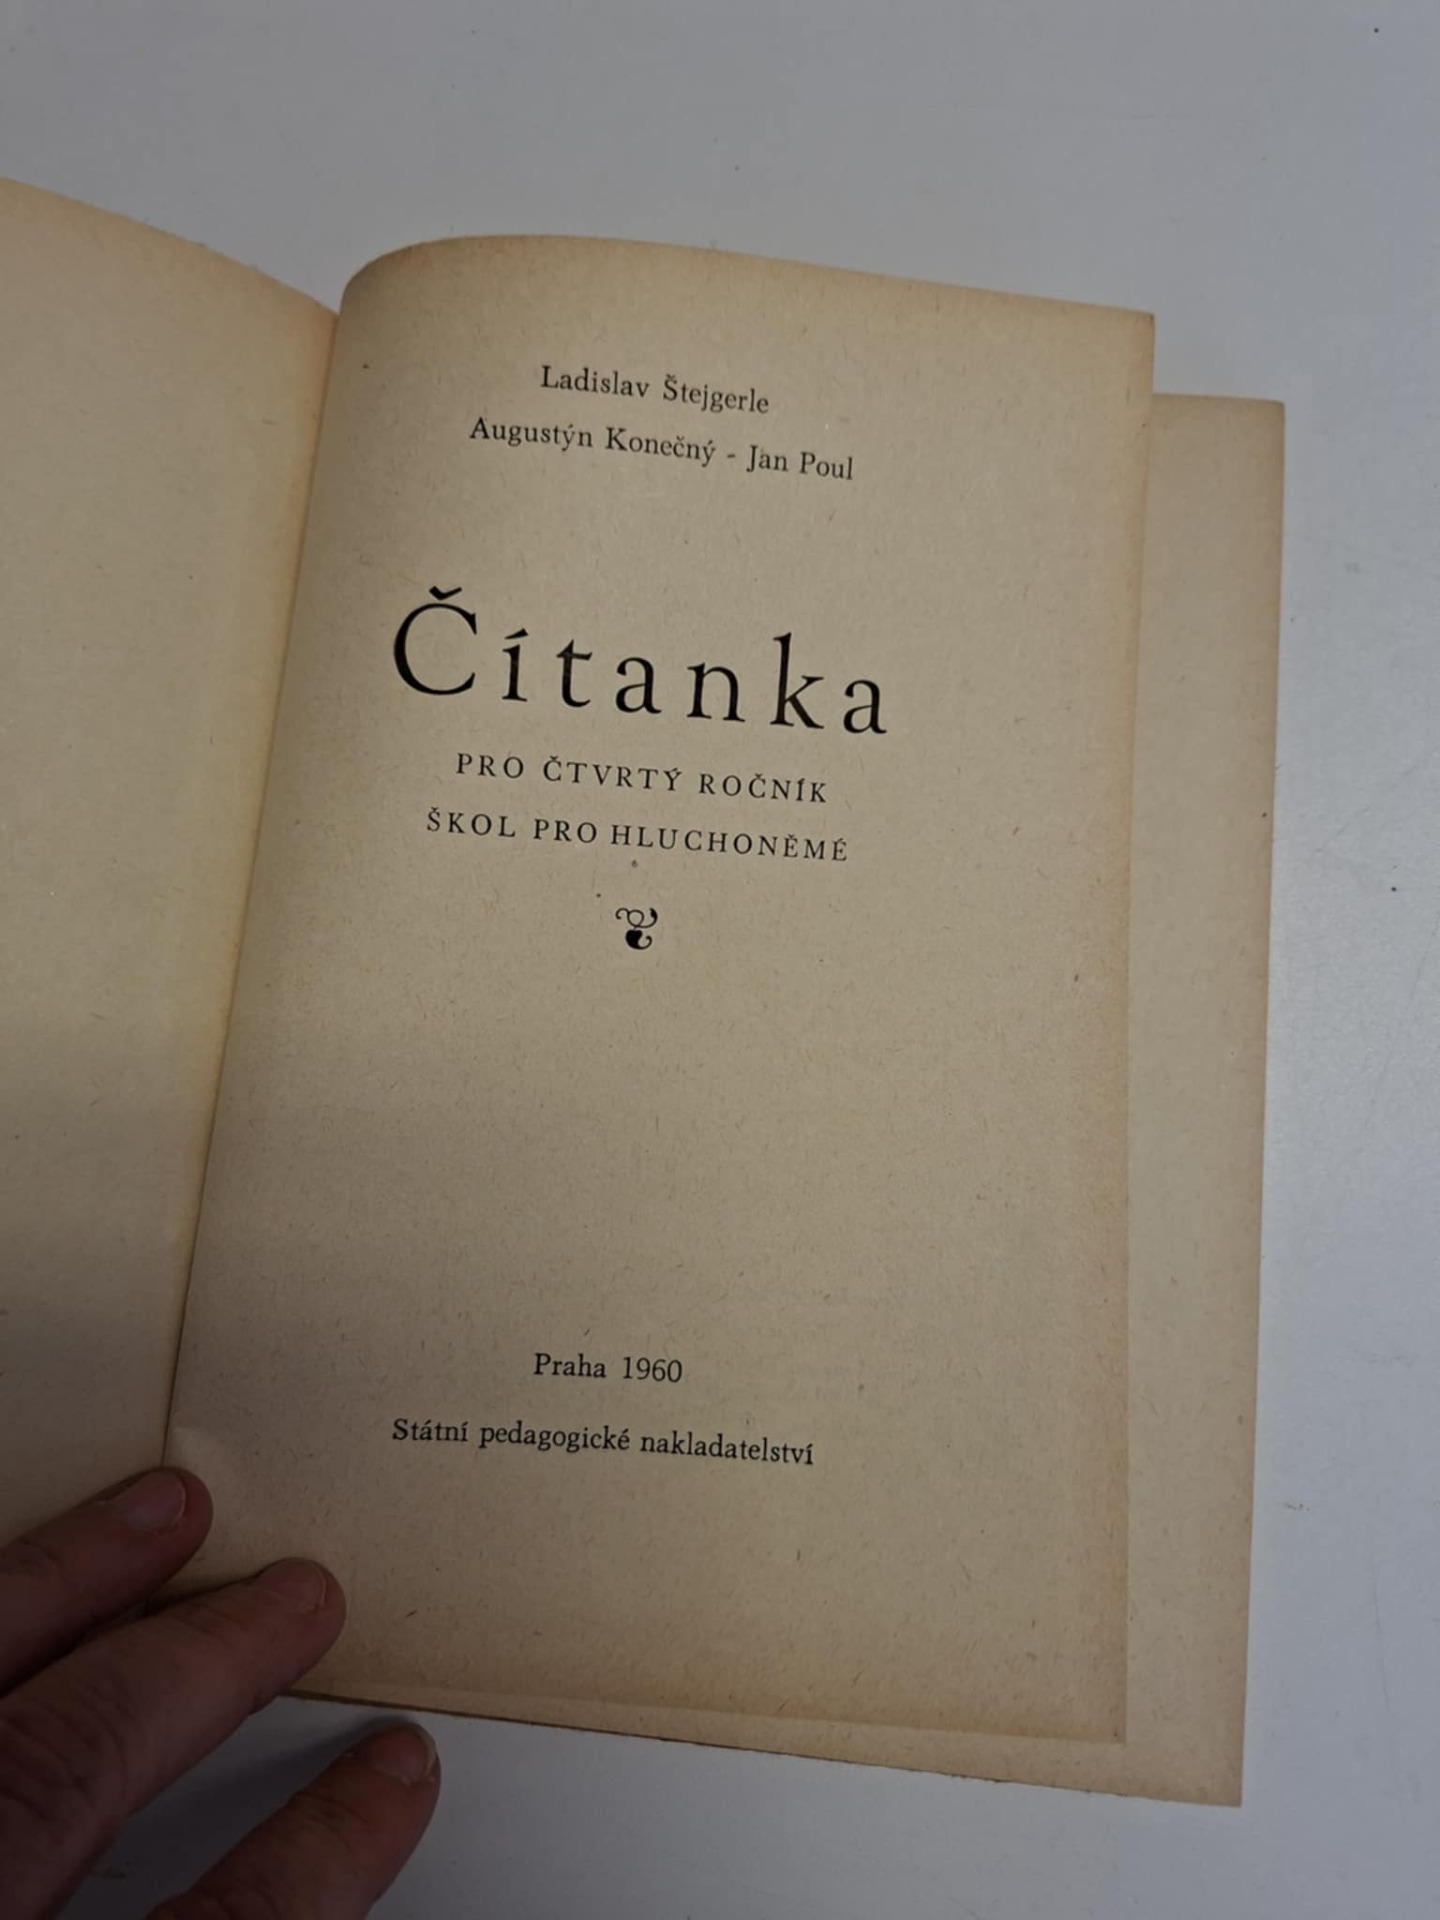 Ladislav Štejgerle
Augustýn Konečný - Jan Poul
Čítanka
PRO ČTVRTÝ ROČNÍK
ŠKOL PRO HLUCHONĚMÉ
Praha 1960
Státní pedagogické nakladatelství